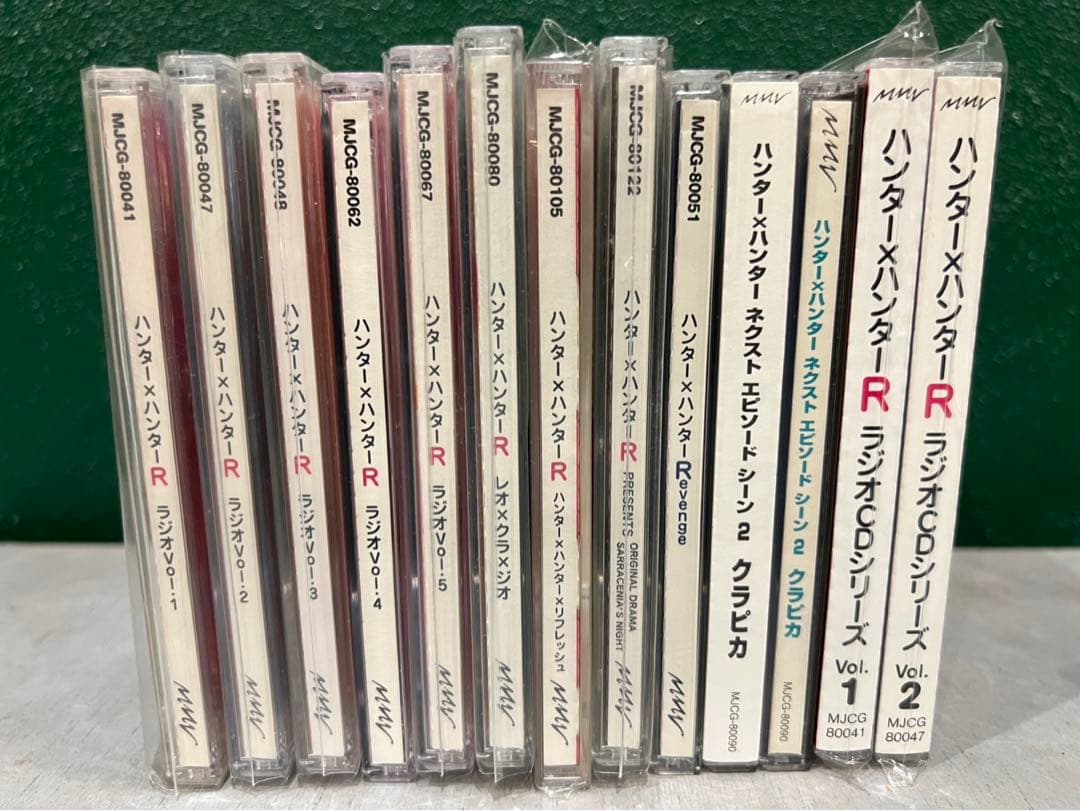 MJCG-80041
ハンター×ハンターR ラジオVol.1
mmv
MJCG-80047
ハンター×ハンターR ラジオVol.2
mmv
MJCG-80048
ハンター×ハンターR ラジオVol.3
mmv
MJCG-80062
ハンター×ハンターR ラジオVol.4
mmv
MJCG-80067
ハンター×ハンターR ラジオVol.5
mmv
MJCG-80080
ハンター×ハンターR レオ×クラ×ジオ
mmv
MJCG-80105
ハンター×ハンターR ハンター×ハンター×リフレッシュ
mmv
MJCG-80122
ハンター×ハンターR PRESENTS ORIGINAL DRAMA
SARRACENIA'S NIGHT
mmv
MJCG-80051
ハンター×ハンターRevenge
mmv
mmv
ハンター×ハンター ネクスト エピソード シーン 2 クラピカ
MJCG-80090
mmv
ハンター×ハンター ネクスト エピソード シーン 2 クラピカ
MJCG-80090
mmv
ハンター×ハンターR ラジオCDシリーズ
Vol.
1
MJCG
80041
mmv
ハンター×ハンターR ラジオCDシリーズ
Vol.
2
MJCG
80047